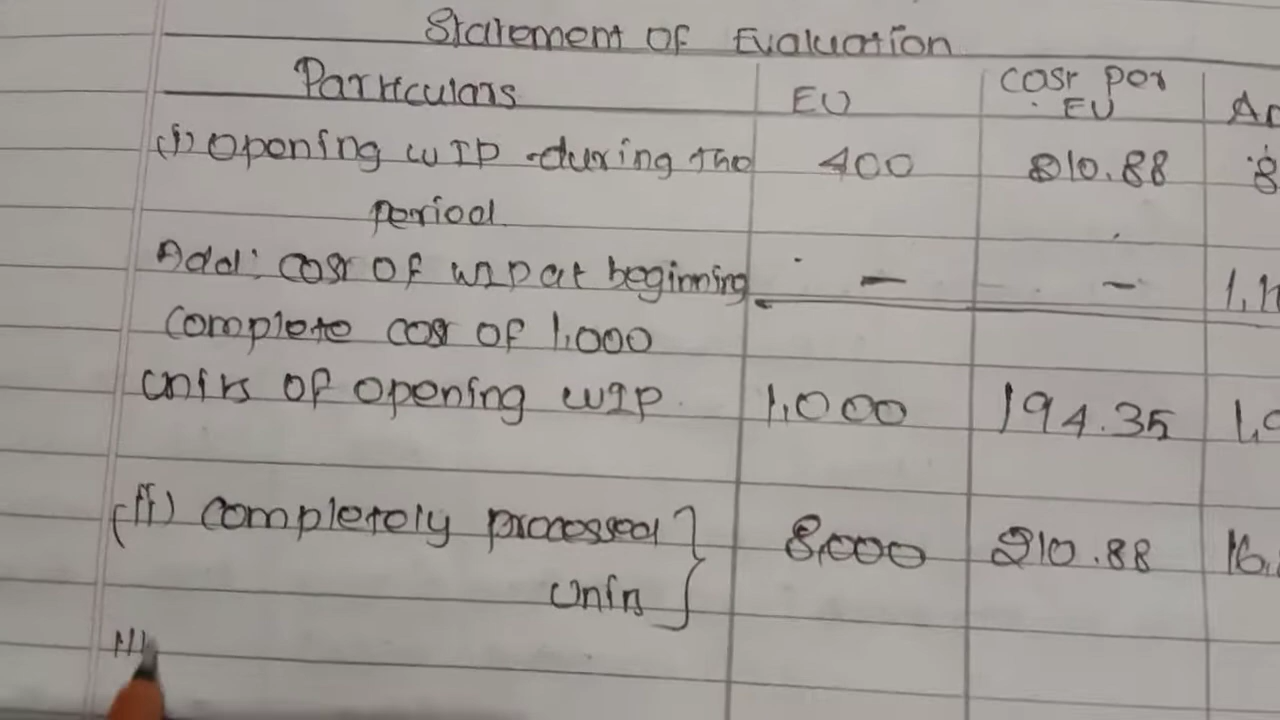 Statement of Evaluation
Particulars EU cost per EU
(i) Opening WIP during the 400 210.88
period
Add: cost of WIP at beginning — —
complete cost of 1,000
units of opening WIP. 1,000 194.35
(ii) completely processed 8,000 210.88
units